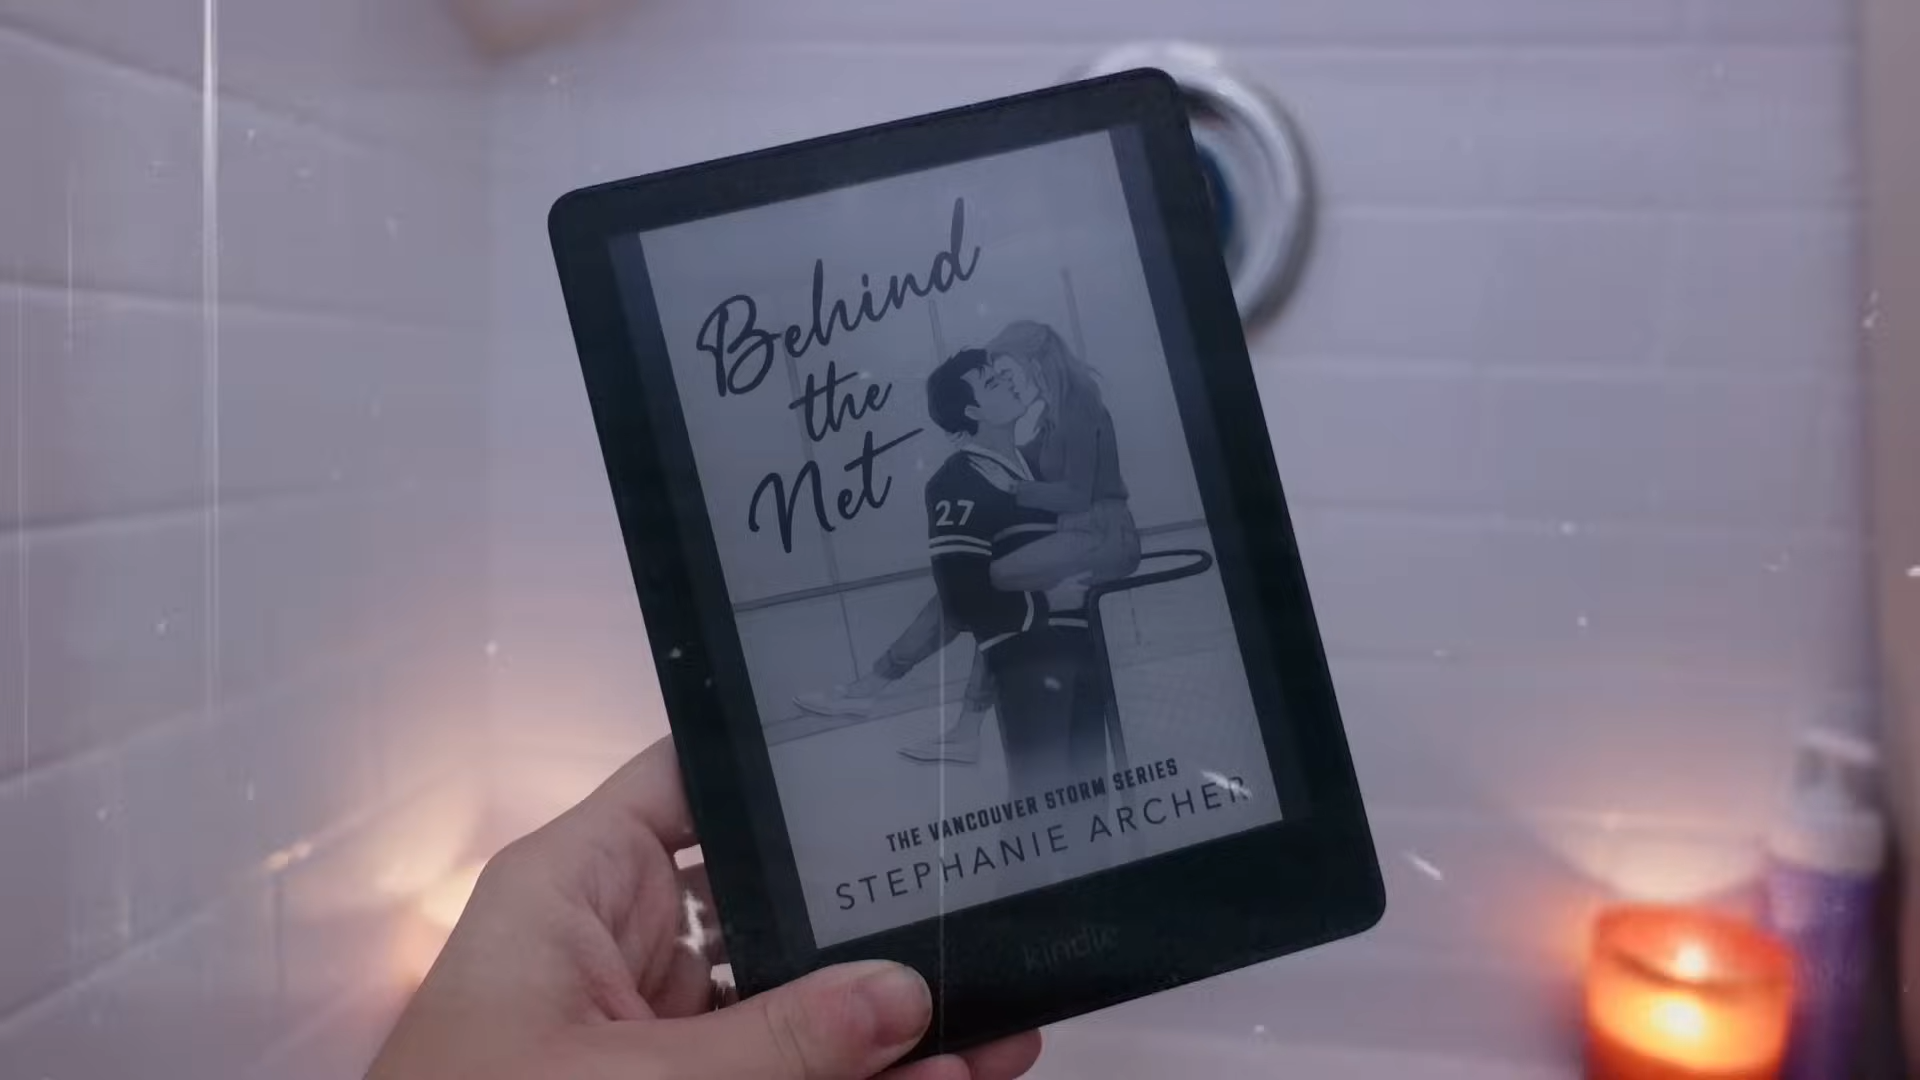 Behind
the
Net
27
THE VANCOUVER STORM SERIES
STEPHANIE ARCHER
kindle